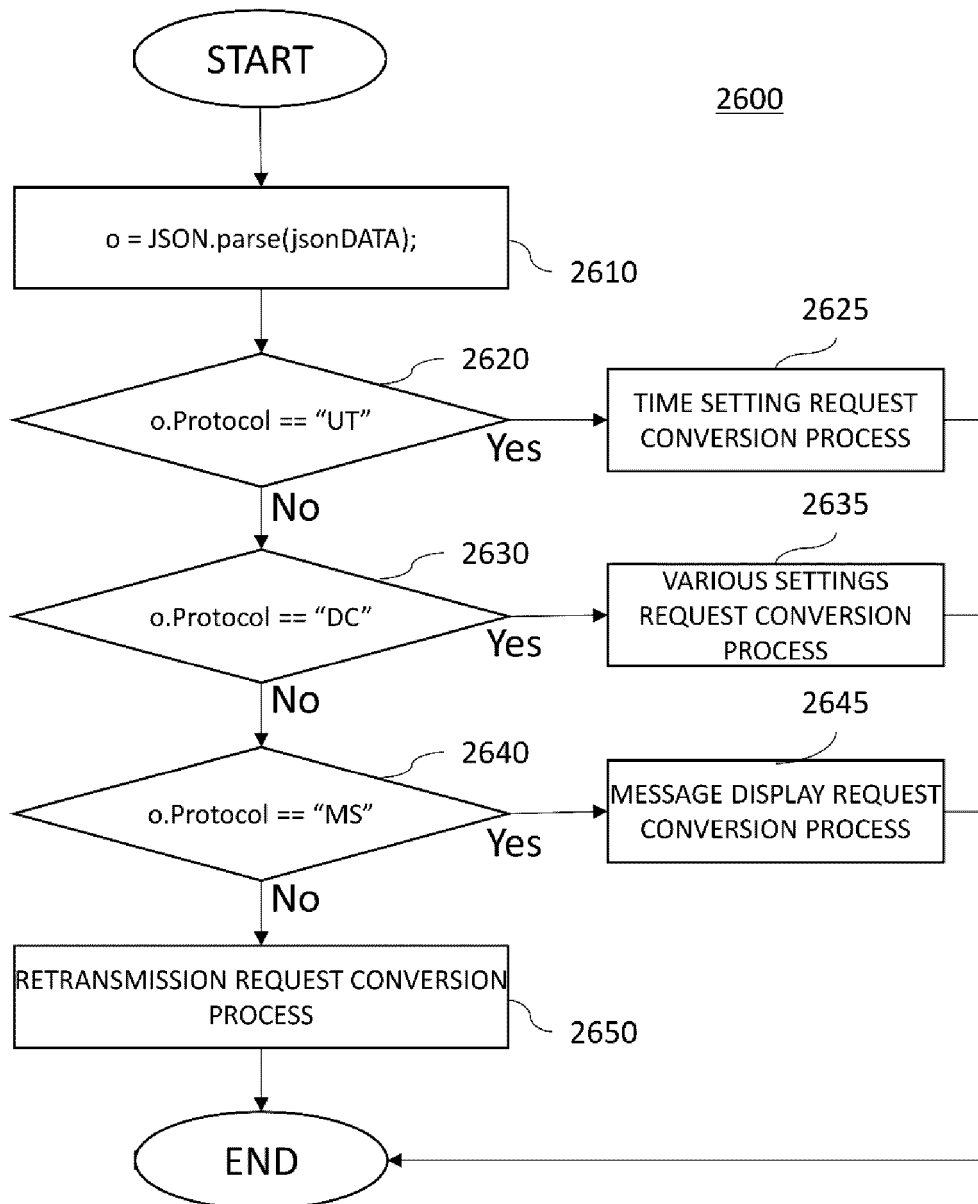 START
2600
o = JSON.parse(jsonDATA);
2610
2620
o.Protocol == “UT”
Yes
No
2625
TIME SETTING REQUEST
CONVERSION PROCESS
2630
o.Protocol == “DC”
Yes
No
2635
VARIOUS SETTINGS
REQUEST CONVERSION
PROCESS
2640
o.Protocol == “MS”
Yes
No
2645
MESSAGE DISPLAY REQUEST
CONVERSION PROCESS
RETRANSMISSION REQUEST CONVERSION
PROCESS
2650
END